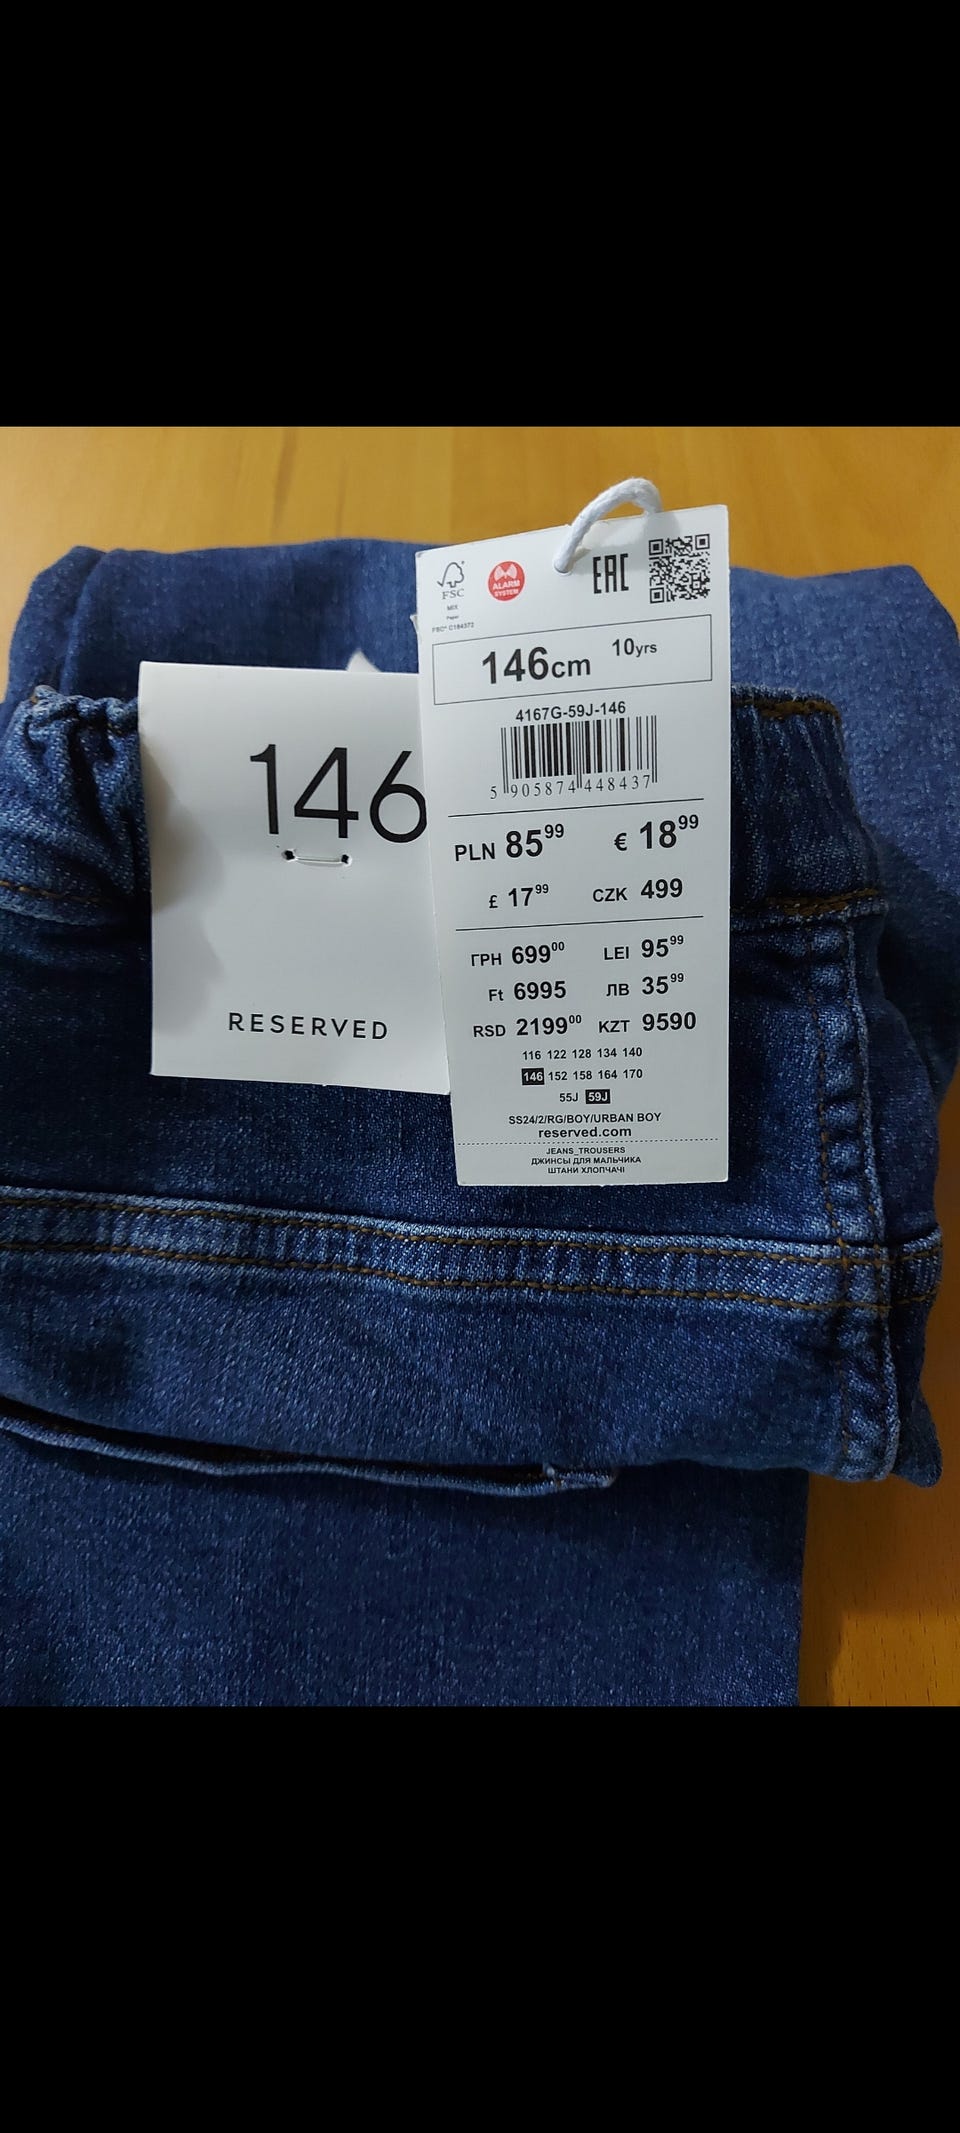 146
RESERVED
FSC
MIX
Paper
FSC® C184372
ALARM
SYSTEM
EAC
146cm 10yrs
4167G-59J-146
5 905874 448437
PLN 85⁹⁹ € 18⁹⁹
£ 17⁹⁹ CZK 499
ГРН 699⁰⁰ LEI 95⁹⁹
Ft 6995 ЛВ 35⁹⁹
RSD 2199⁰⁰ KZT 9590
116 122 128 134 140
146 152 158 164 170
55J 59J
SS24/2/RG/BOY/URBAN BOY
reserved.com
JEANS_TROUSERS
ДЖИНСЫ ДЛЯ МАЛЬЧИКА
ШТАНИ ХЛОПЧАЧІ